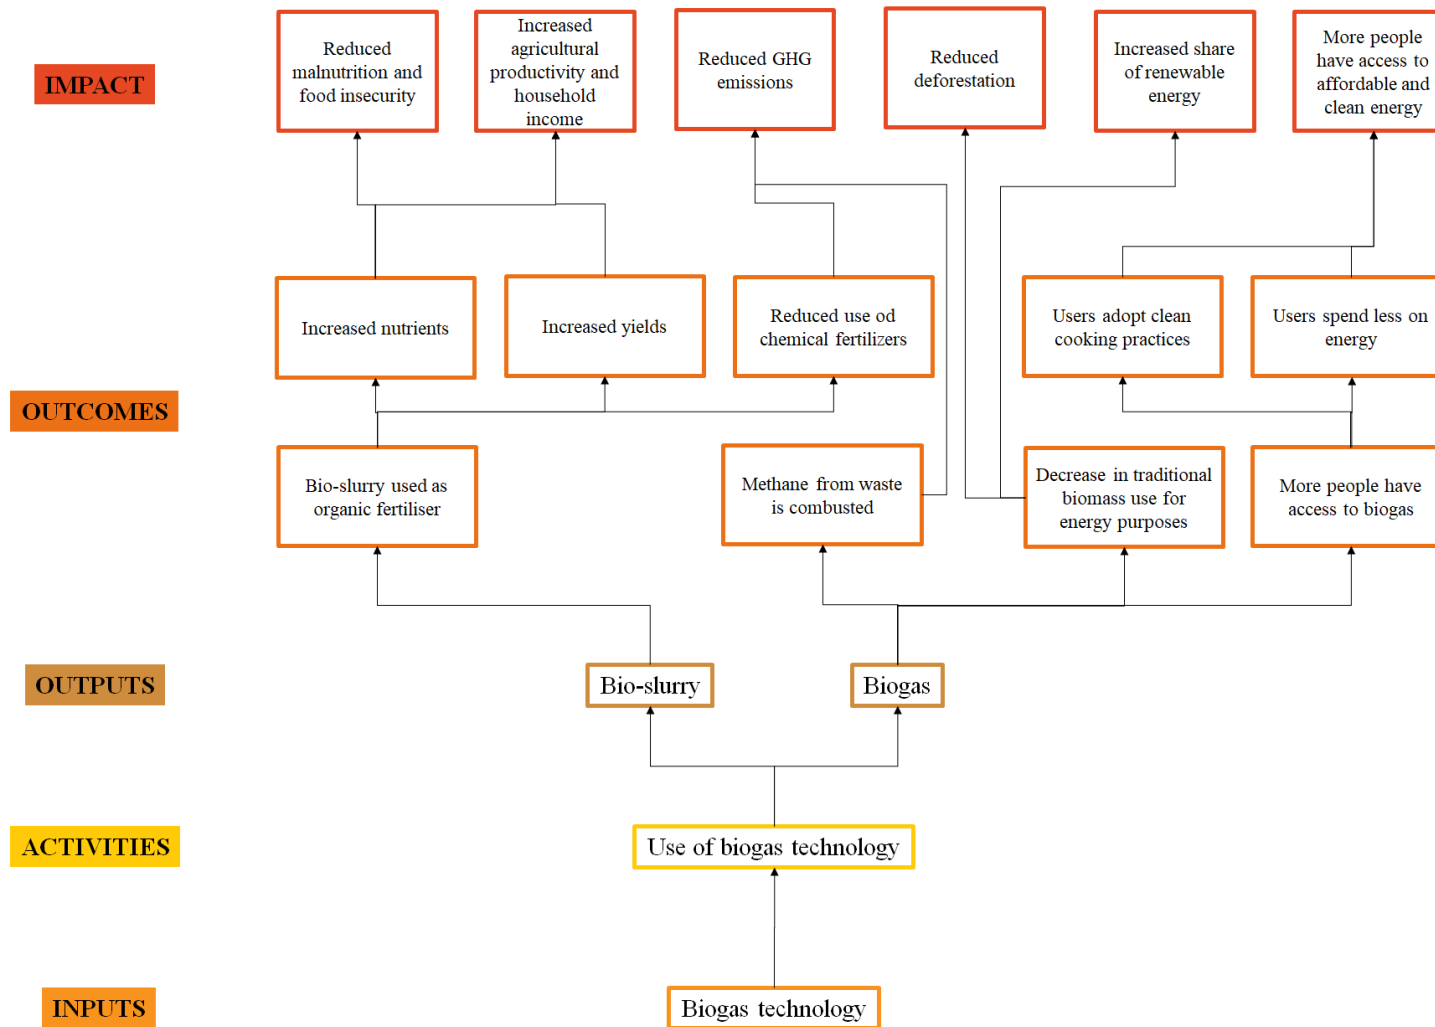 IMPACT
Reduced
malnutrition and
food insecurity
Increased
agricultural
productivity and
household
income
Reduced GHG
emissions
Reduced
deforestation
Increased share
of renewable
energy
More people
have access to
affordable and
clean energy
Increased nutrients
Increased yields
Reduced use od
chemical fertilizers
Users adopt clean
cooking practices
Users spend less on
energy
OUTCOMES
Bio-slurry used as
organic fertiliser
Methane from waste
is combusted
Decrease in traditional
biomass use for
energy purposes
More people have
access to biogas
OUTPUTS
Bio-slurry
Biogas
ACTIVITIES
Use of biogas technology
INPUTS
Biogas technology